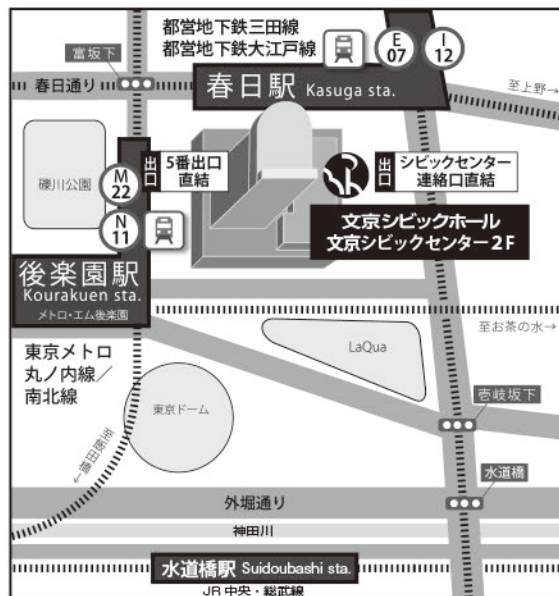 都営地下鉄三田線
都営地下鉄大江戸線
E
07
I
12
富坂下
春日通り
春日駅 Kasuga sta.
至上野→
礫川公園
M
22
出口
5番出口
直結
N
11
出口
シビックセンター
連絡口直結
文京シビックホール
文京シビックセンター2F
後楽園駅
Kourakuen sta.
メトロ・エム後楽園
至お茶の水→
東京メトロ
丸ノ内線/
南北線
LaQua
東京ドーム
壱岐坂下
至飯田橋→
水道橋
外堀通り
神田川
水道橋駅 Suidoubashi sta.
JR 中央・総武線